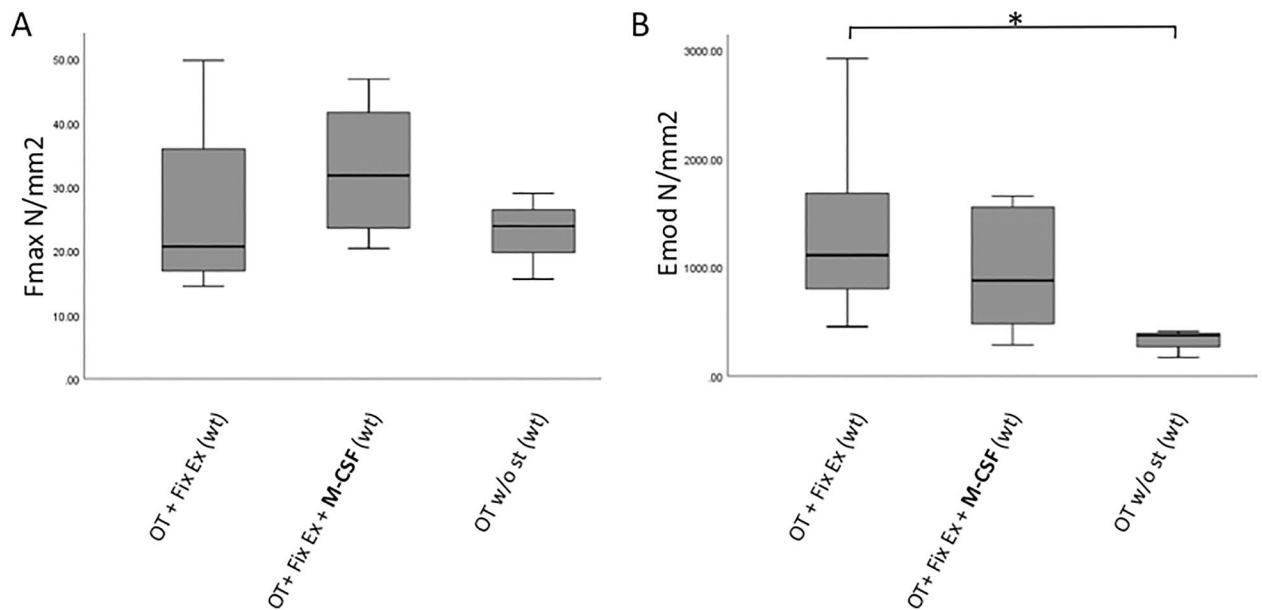 A
Fmax N/mm2
50.00
40.00
30.00
20.00
10.00
.00
OT+ Fix Ex (wt)
OT+ Fix Ex + M-CSF (wt)
OT w/o st (wt)
B
*
Emod N/mm2
3000.00
2000.00
1000.00
.00
OT + Fix Ex (wt)
OT+ Fix Ex + M-CSF (wt)
OT w/o st (wt)